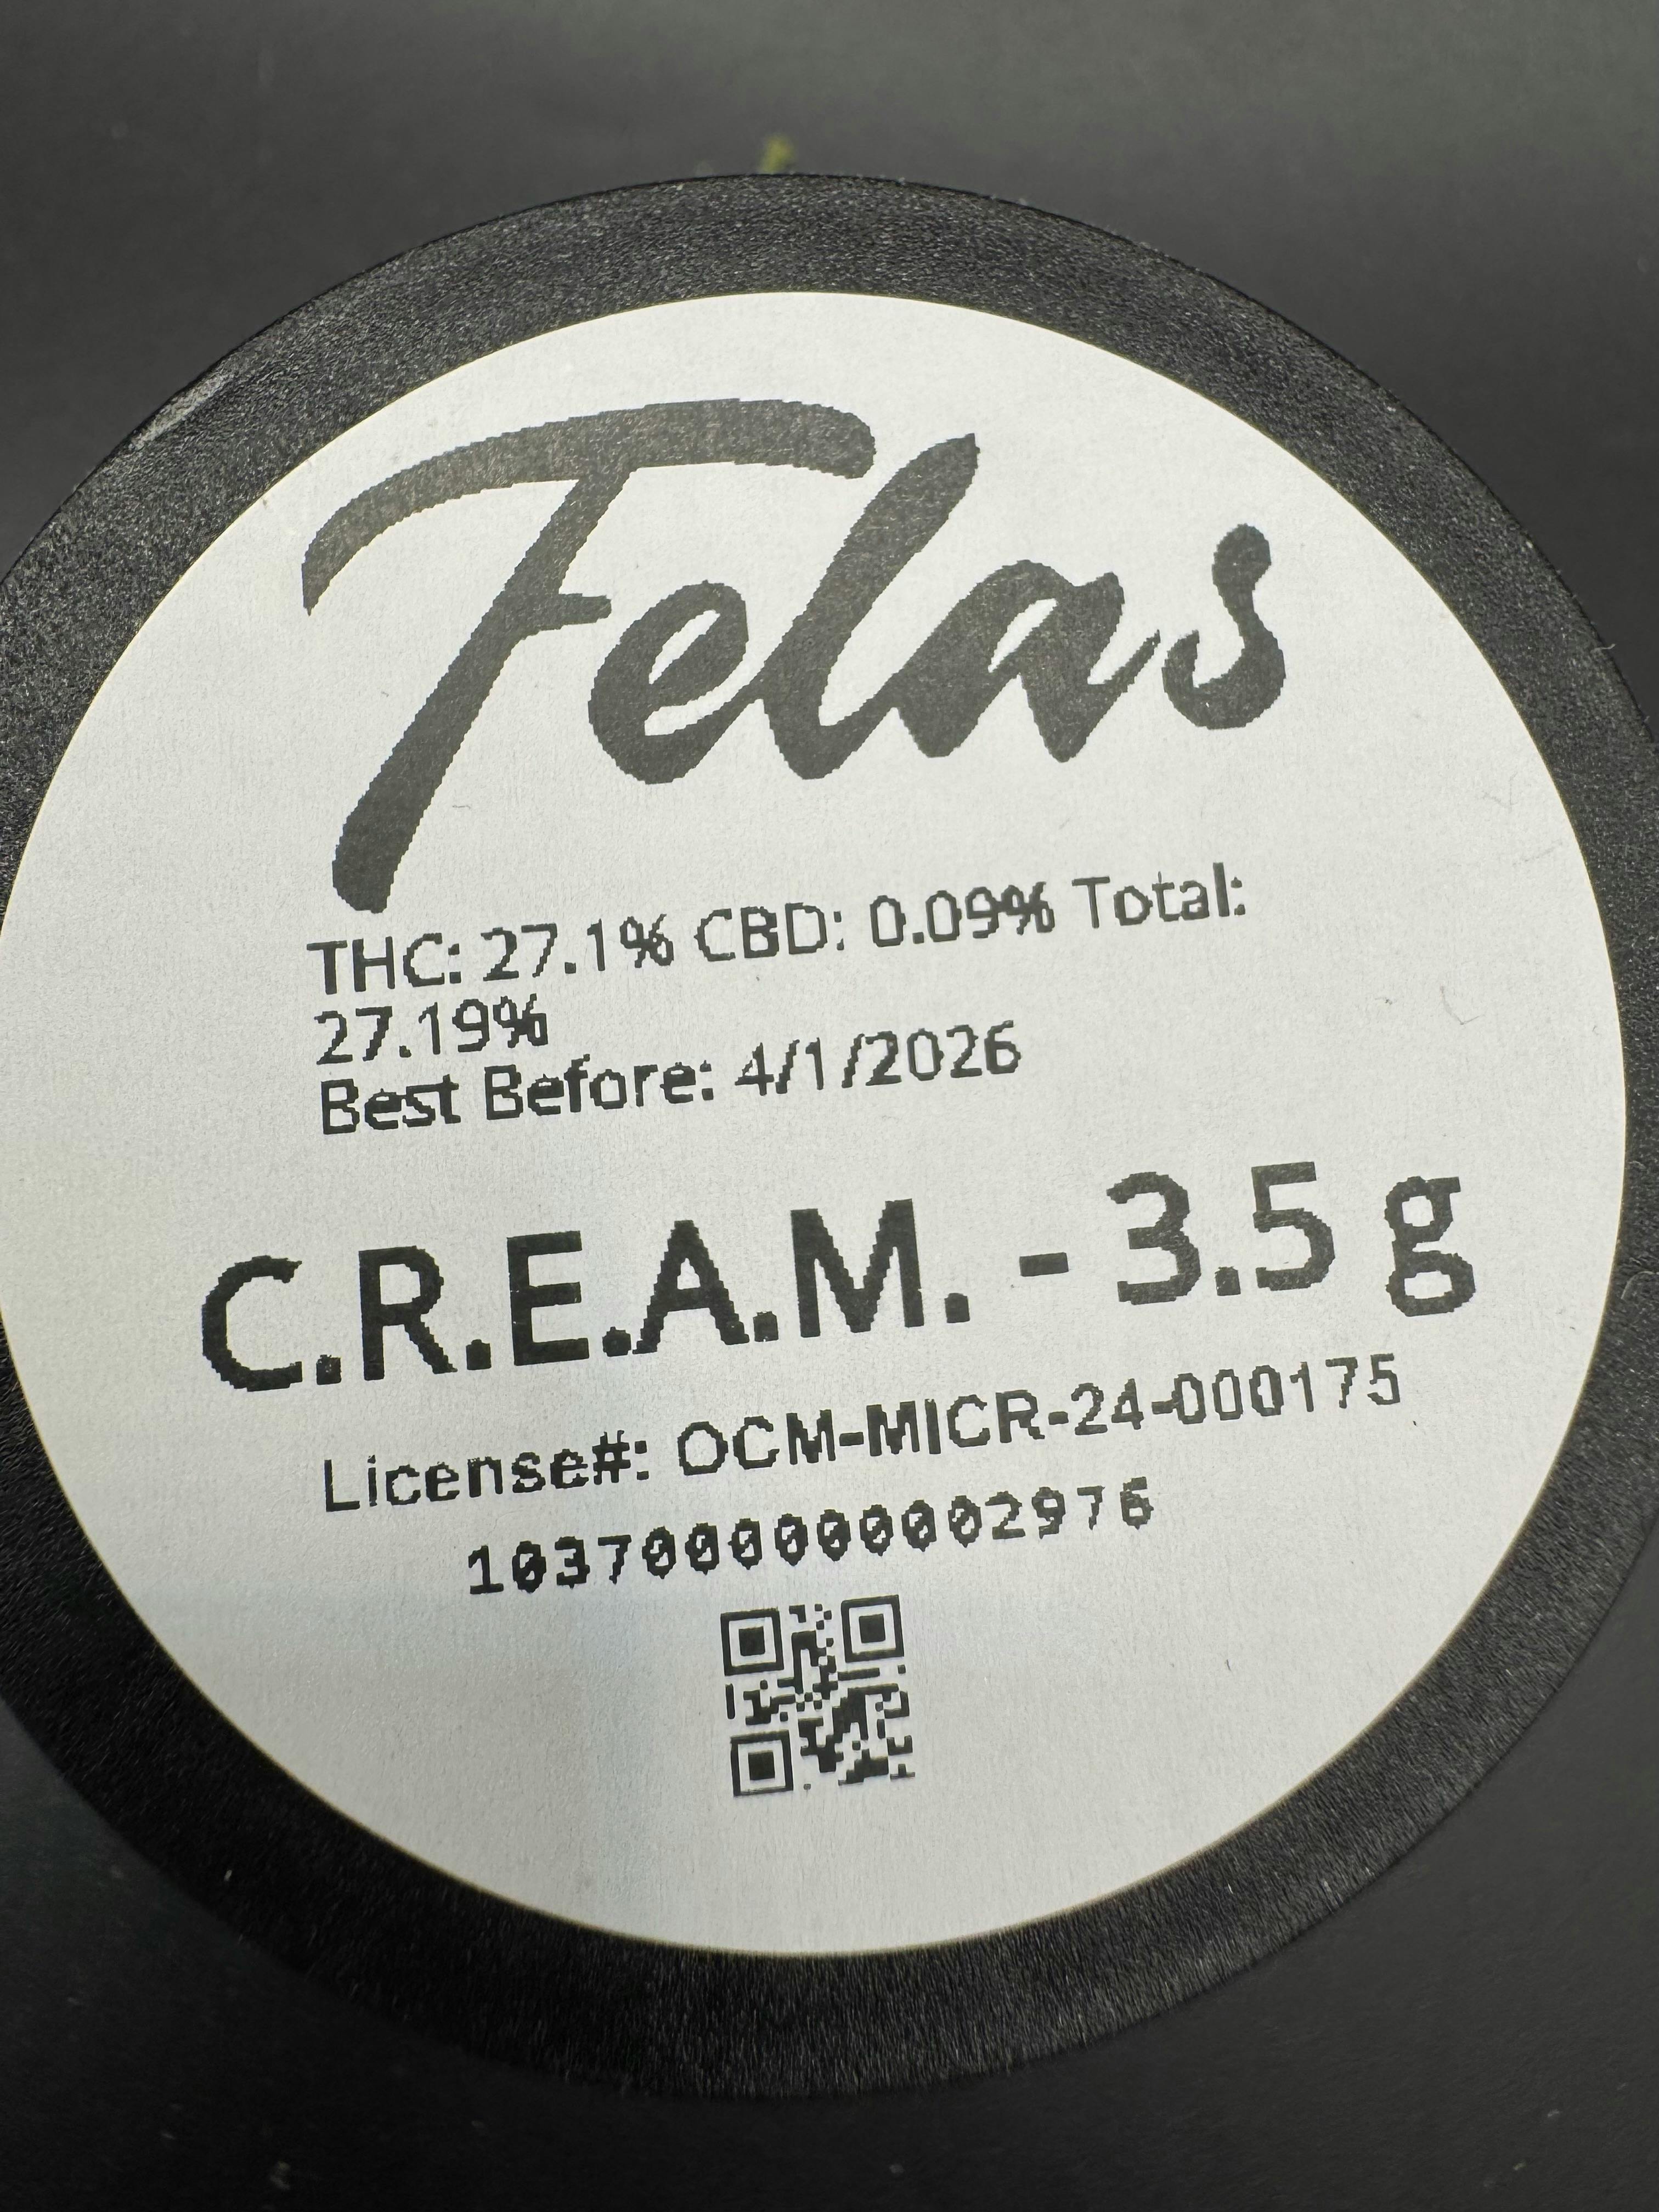 Felas
THC: 27.1% CBD: 0.09% Total:
27.19%
Best Before: 4/1/2026
C.R.E.A.M. - 3.5 g
License#: OCM-MICR-24-000175
1037000000002976